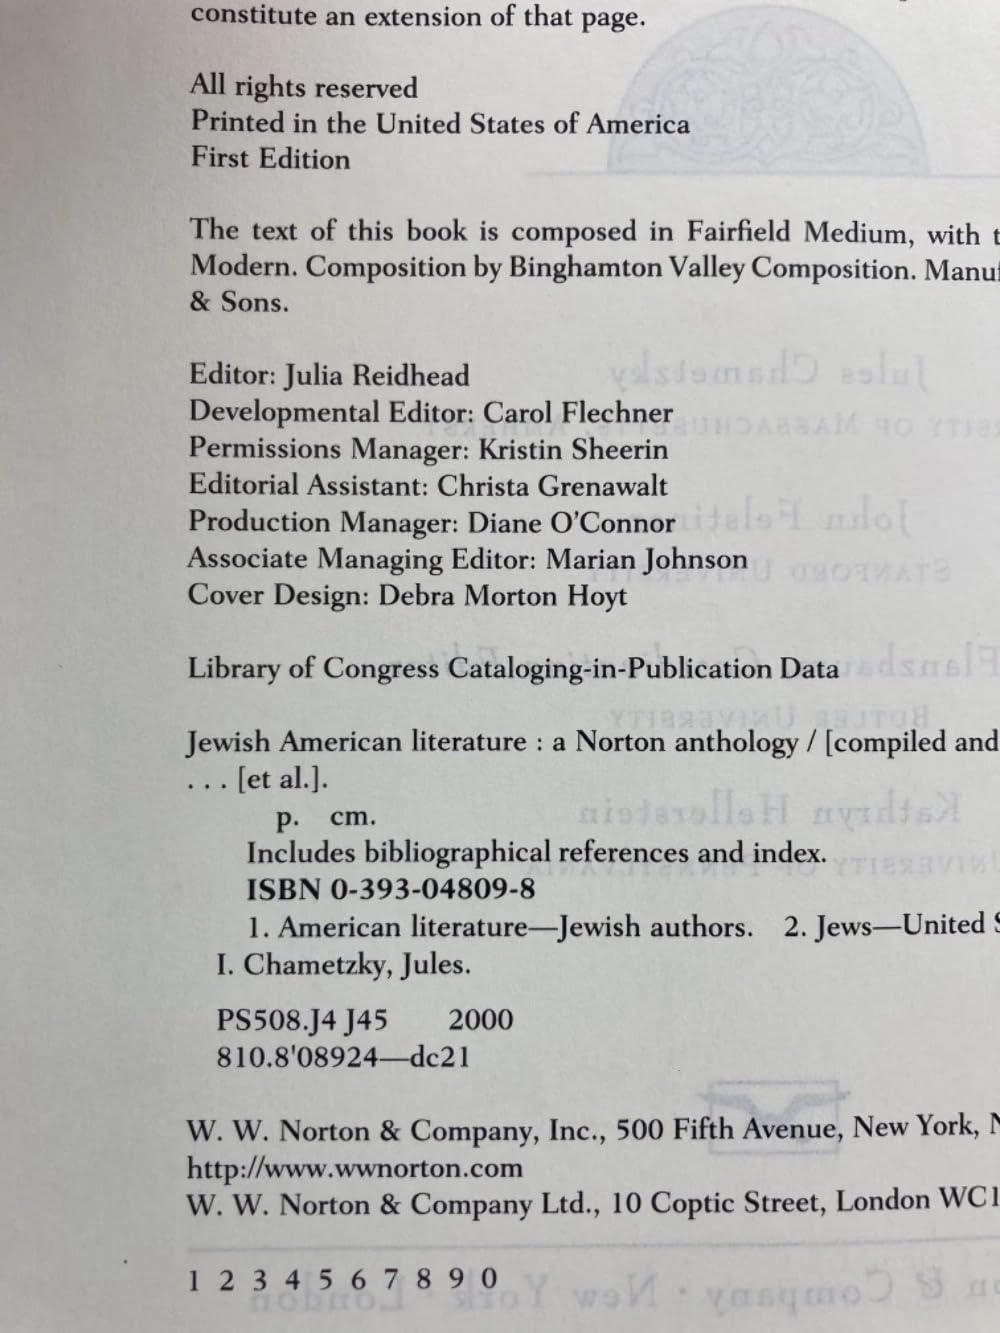 constitute an extension of that page.
All rights reserved
Printed in the United States of America
First Edition
The text of this book is composed in Fairfield Medium, with t
Modern. Composition by Binghamton Valley Composition. Manuf
& Sons.
Editor: Julia Reidhead
Developmental Editor: Carol Flechner
Permissions Manager: Kristin Sheerin
Editorial Assistant: Christa Grenawalt
Production Manager: Diane O'Connor
Associate Managing Editor: Marian Johnson
Cover Design: Debra Morton Hoyt
Library of Congress Cataloging-in-Publication Data
Jewish American literature : a Norton anthology / [compiled and
. . . [et al.].
p. cm.
Includes bibliographical references and index.
ISBN 0-393-04809-8
1. American literature—Jewish authors. 2. Jews—United S
I. Chametzky, Jules.
PS508.J4 J45 2000
810.8'08924—dc21
W. W. Norton & Company, Inc., 500 Fifth Avenue, New York, N
http://www.wwnorton.com
W. W. Norton & Company Ltd., 10 Coptic Street, London WC1
1 2 3 4 5 6 7 8 9 0